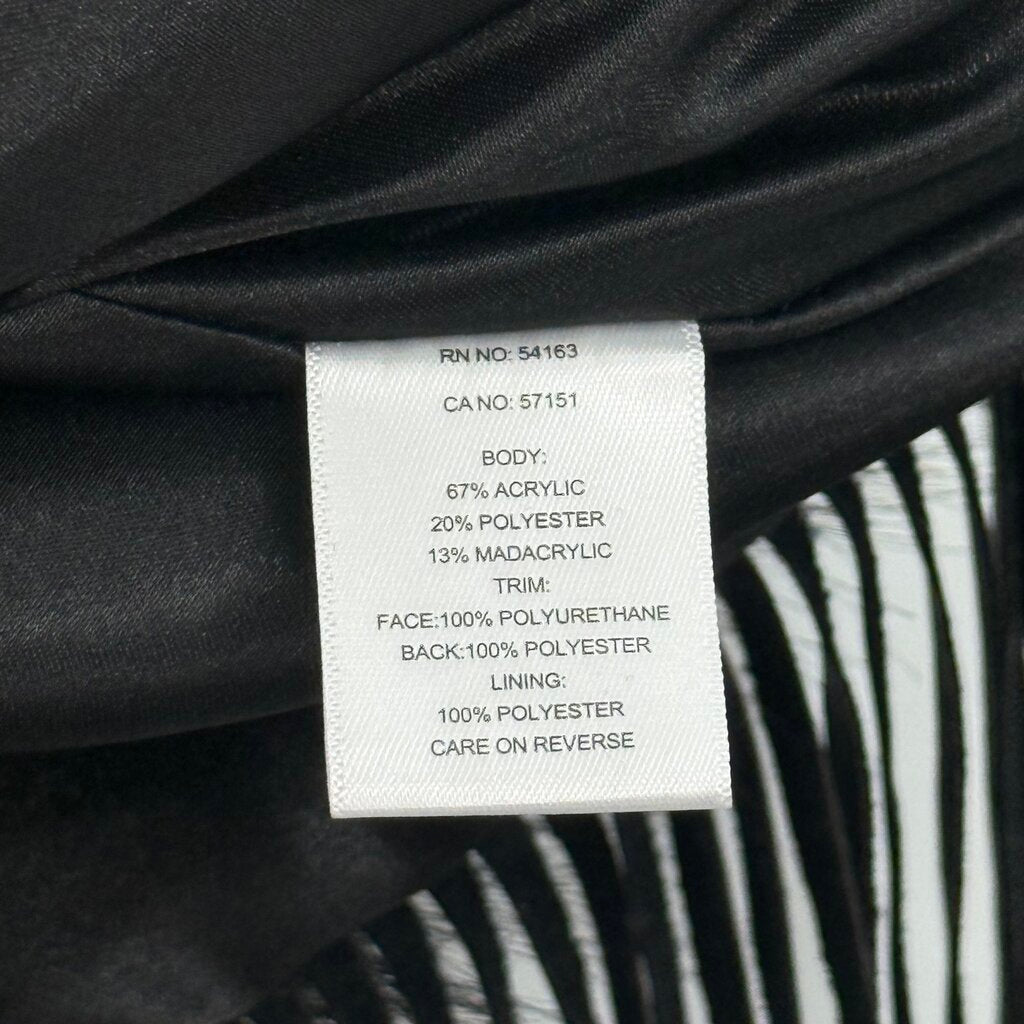 RN NO: 54163
CA NO: 57151
BODY:
67% ACRYLIC
20% POLYESTER
13% MADACRYLIC
TRIM:
FACE:100% POLYURETHANE
BACK:100% POLYESTER
LINING:
100% POLYESTER
CARE ON REVERSE